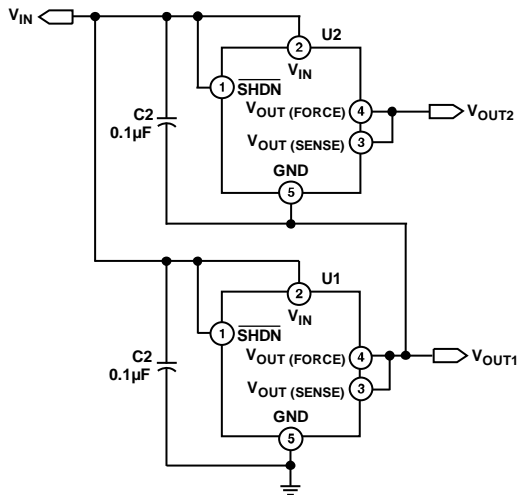 VIN
U2
2
VIN
1
SHDN
C2
0.1µF
VOUT (FORCE)
4
VOUT2
VOUT (SENSE)
3
GND
5
U1
2
VIN
1
SHDN
C2
0.1µF
VOUT (FORCE)
4
VOUT1
VOUT (SENSE)
3
GND
5